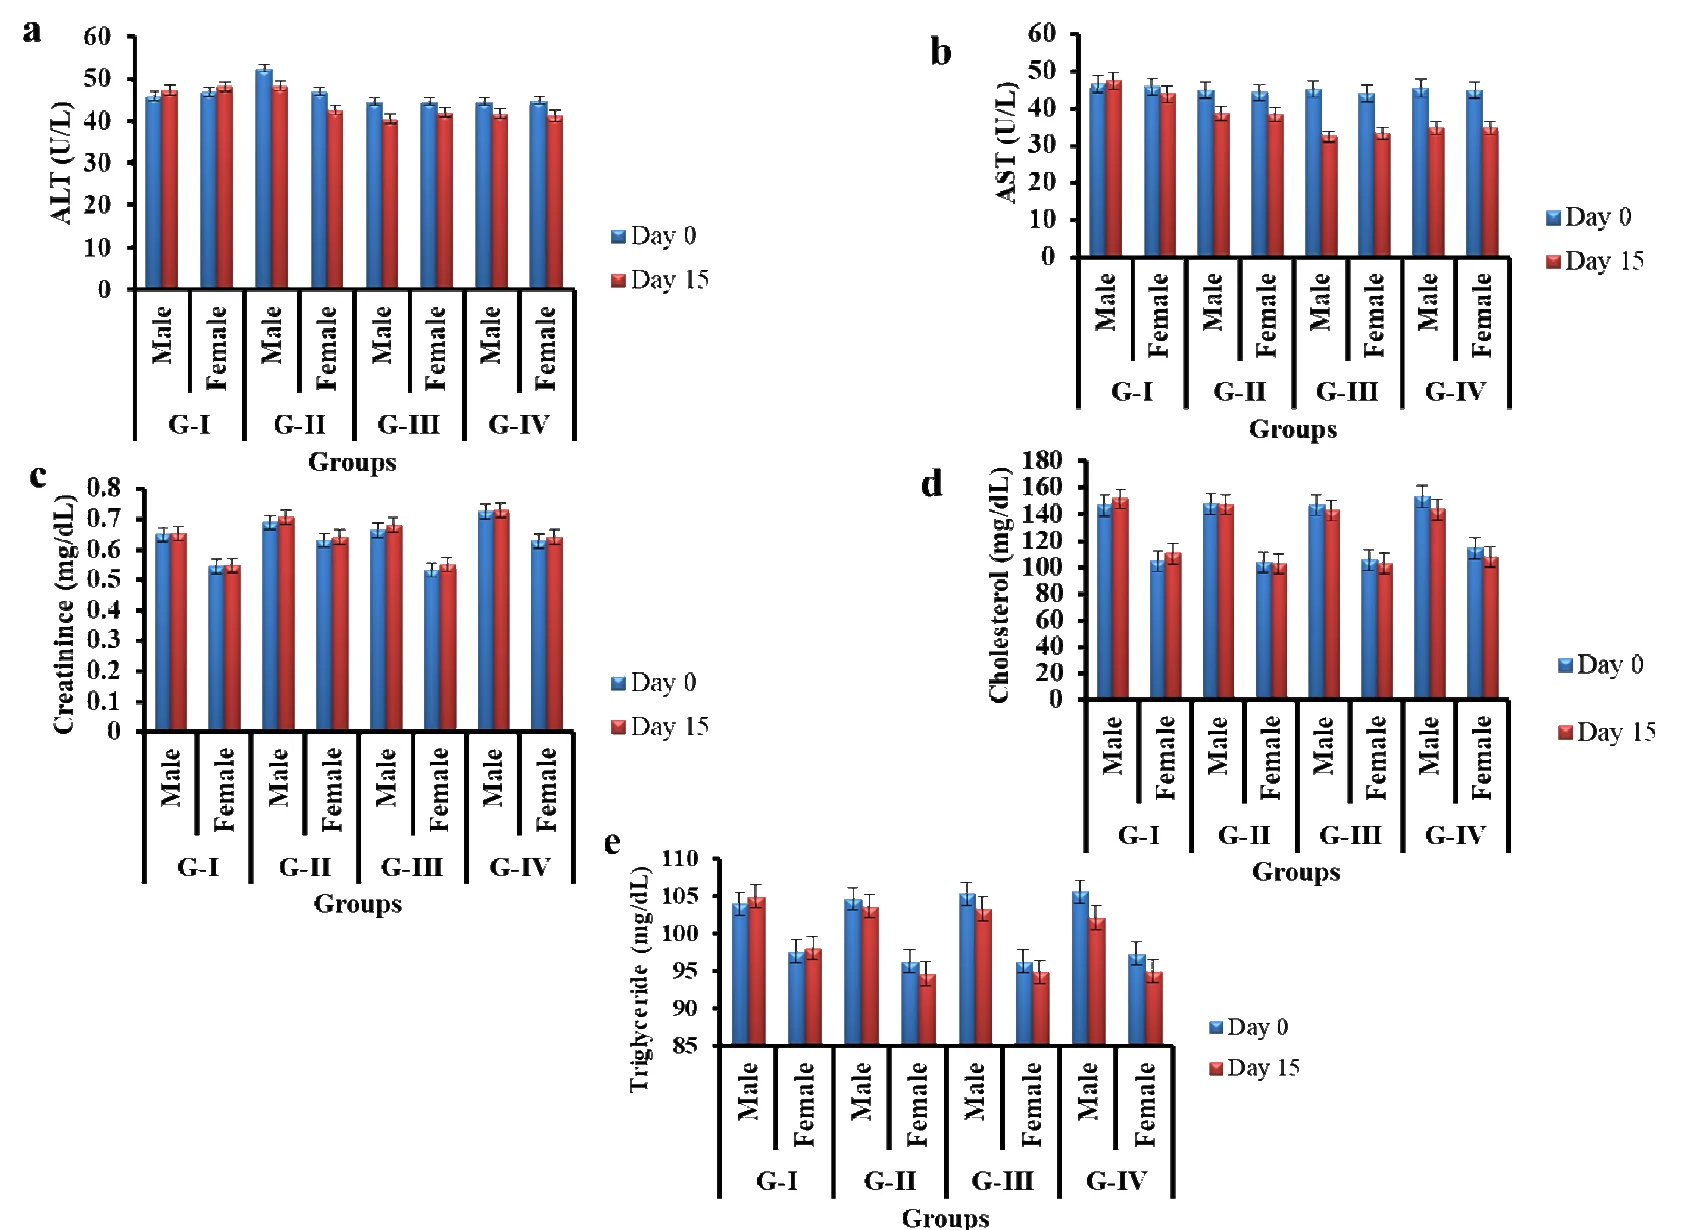 a
ALT (U/L)
60
50
40
30
20
10
0
Day 0
Day 15
Male
Female
Male
Female
Male
Female
Male
Female
G-I
G-II
G-III
G-IV
Groups
b
AST (U/L)
60
50
40
30
20
10
0
Day 0
Day 15
Male
Female
Male
Female
Male
Female
Male
Female
G-I
G-II
G-III
G-IV
Groups
c
Creatinince (mg/dL)
0.8
0.7
0.6
0.5
0.4
0.3
0.2
0.1
0
Day 0
Day 15
Male
Female
Male
Female
Male
Female
Male
Female
G-I
G-II
G-III
G-IV
Groups
d
Cholesterol (mg/dL)
180
160
140
120
100
80
60
40
20
0
Day 0
Day 15
Male
Female
Male
Female
Male
Female
Male
Female
G-I
G-II
G-III
G-IV
Groups
e
Triglyceride (mg/dL)
110
105
100
95
90
85
Day 0
Day 15
Male
Female
Male
Female
Male
Female
Male
Female
G-I
G-II
G-III
G-IV
Groups